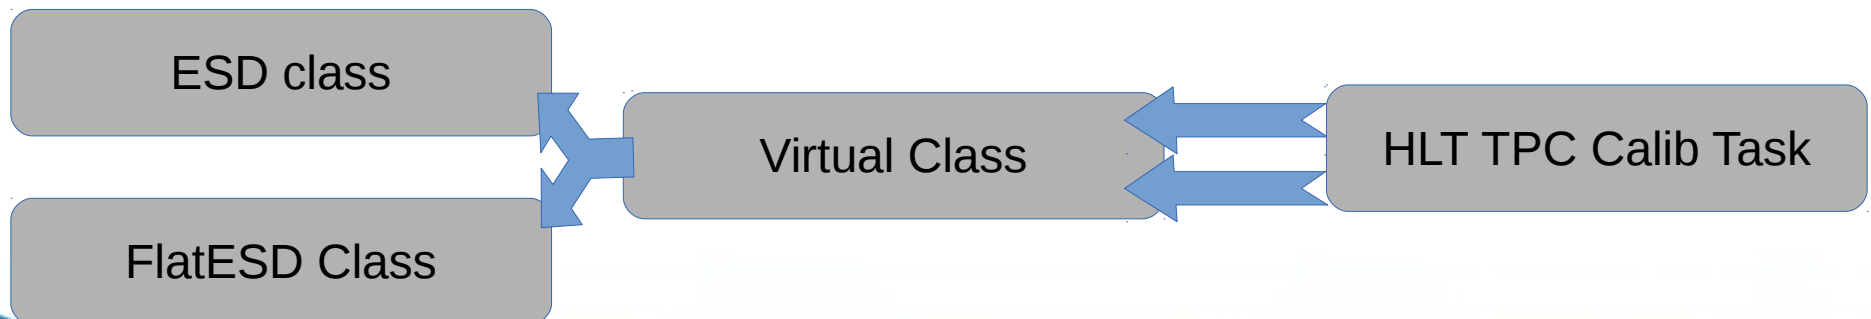 ESD class
Virtual Class
HLT TPC Calib Task
FlatESD Class